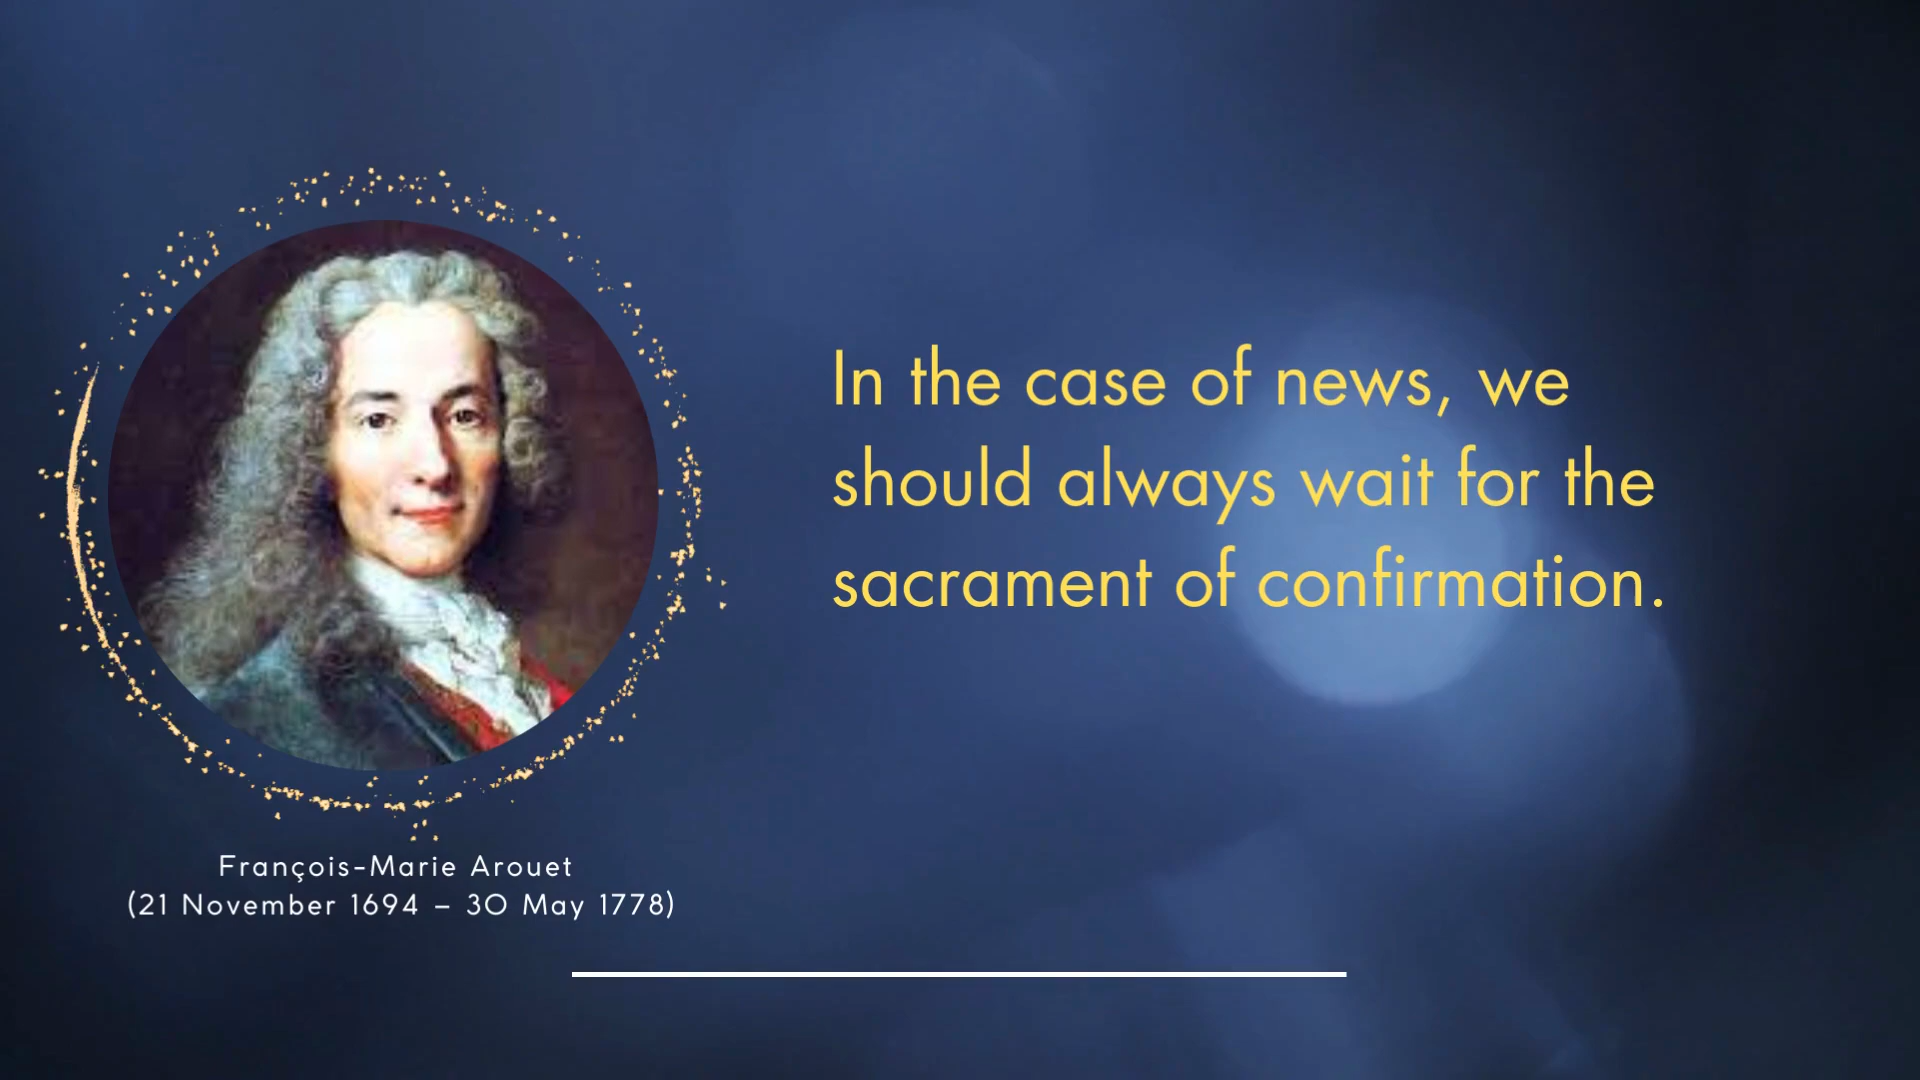 In the case of news, we
should always wait for the
sacrament of confirmation.
François-Marie Arouet
(21 November 1694 – 30 May 1778)